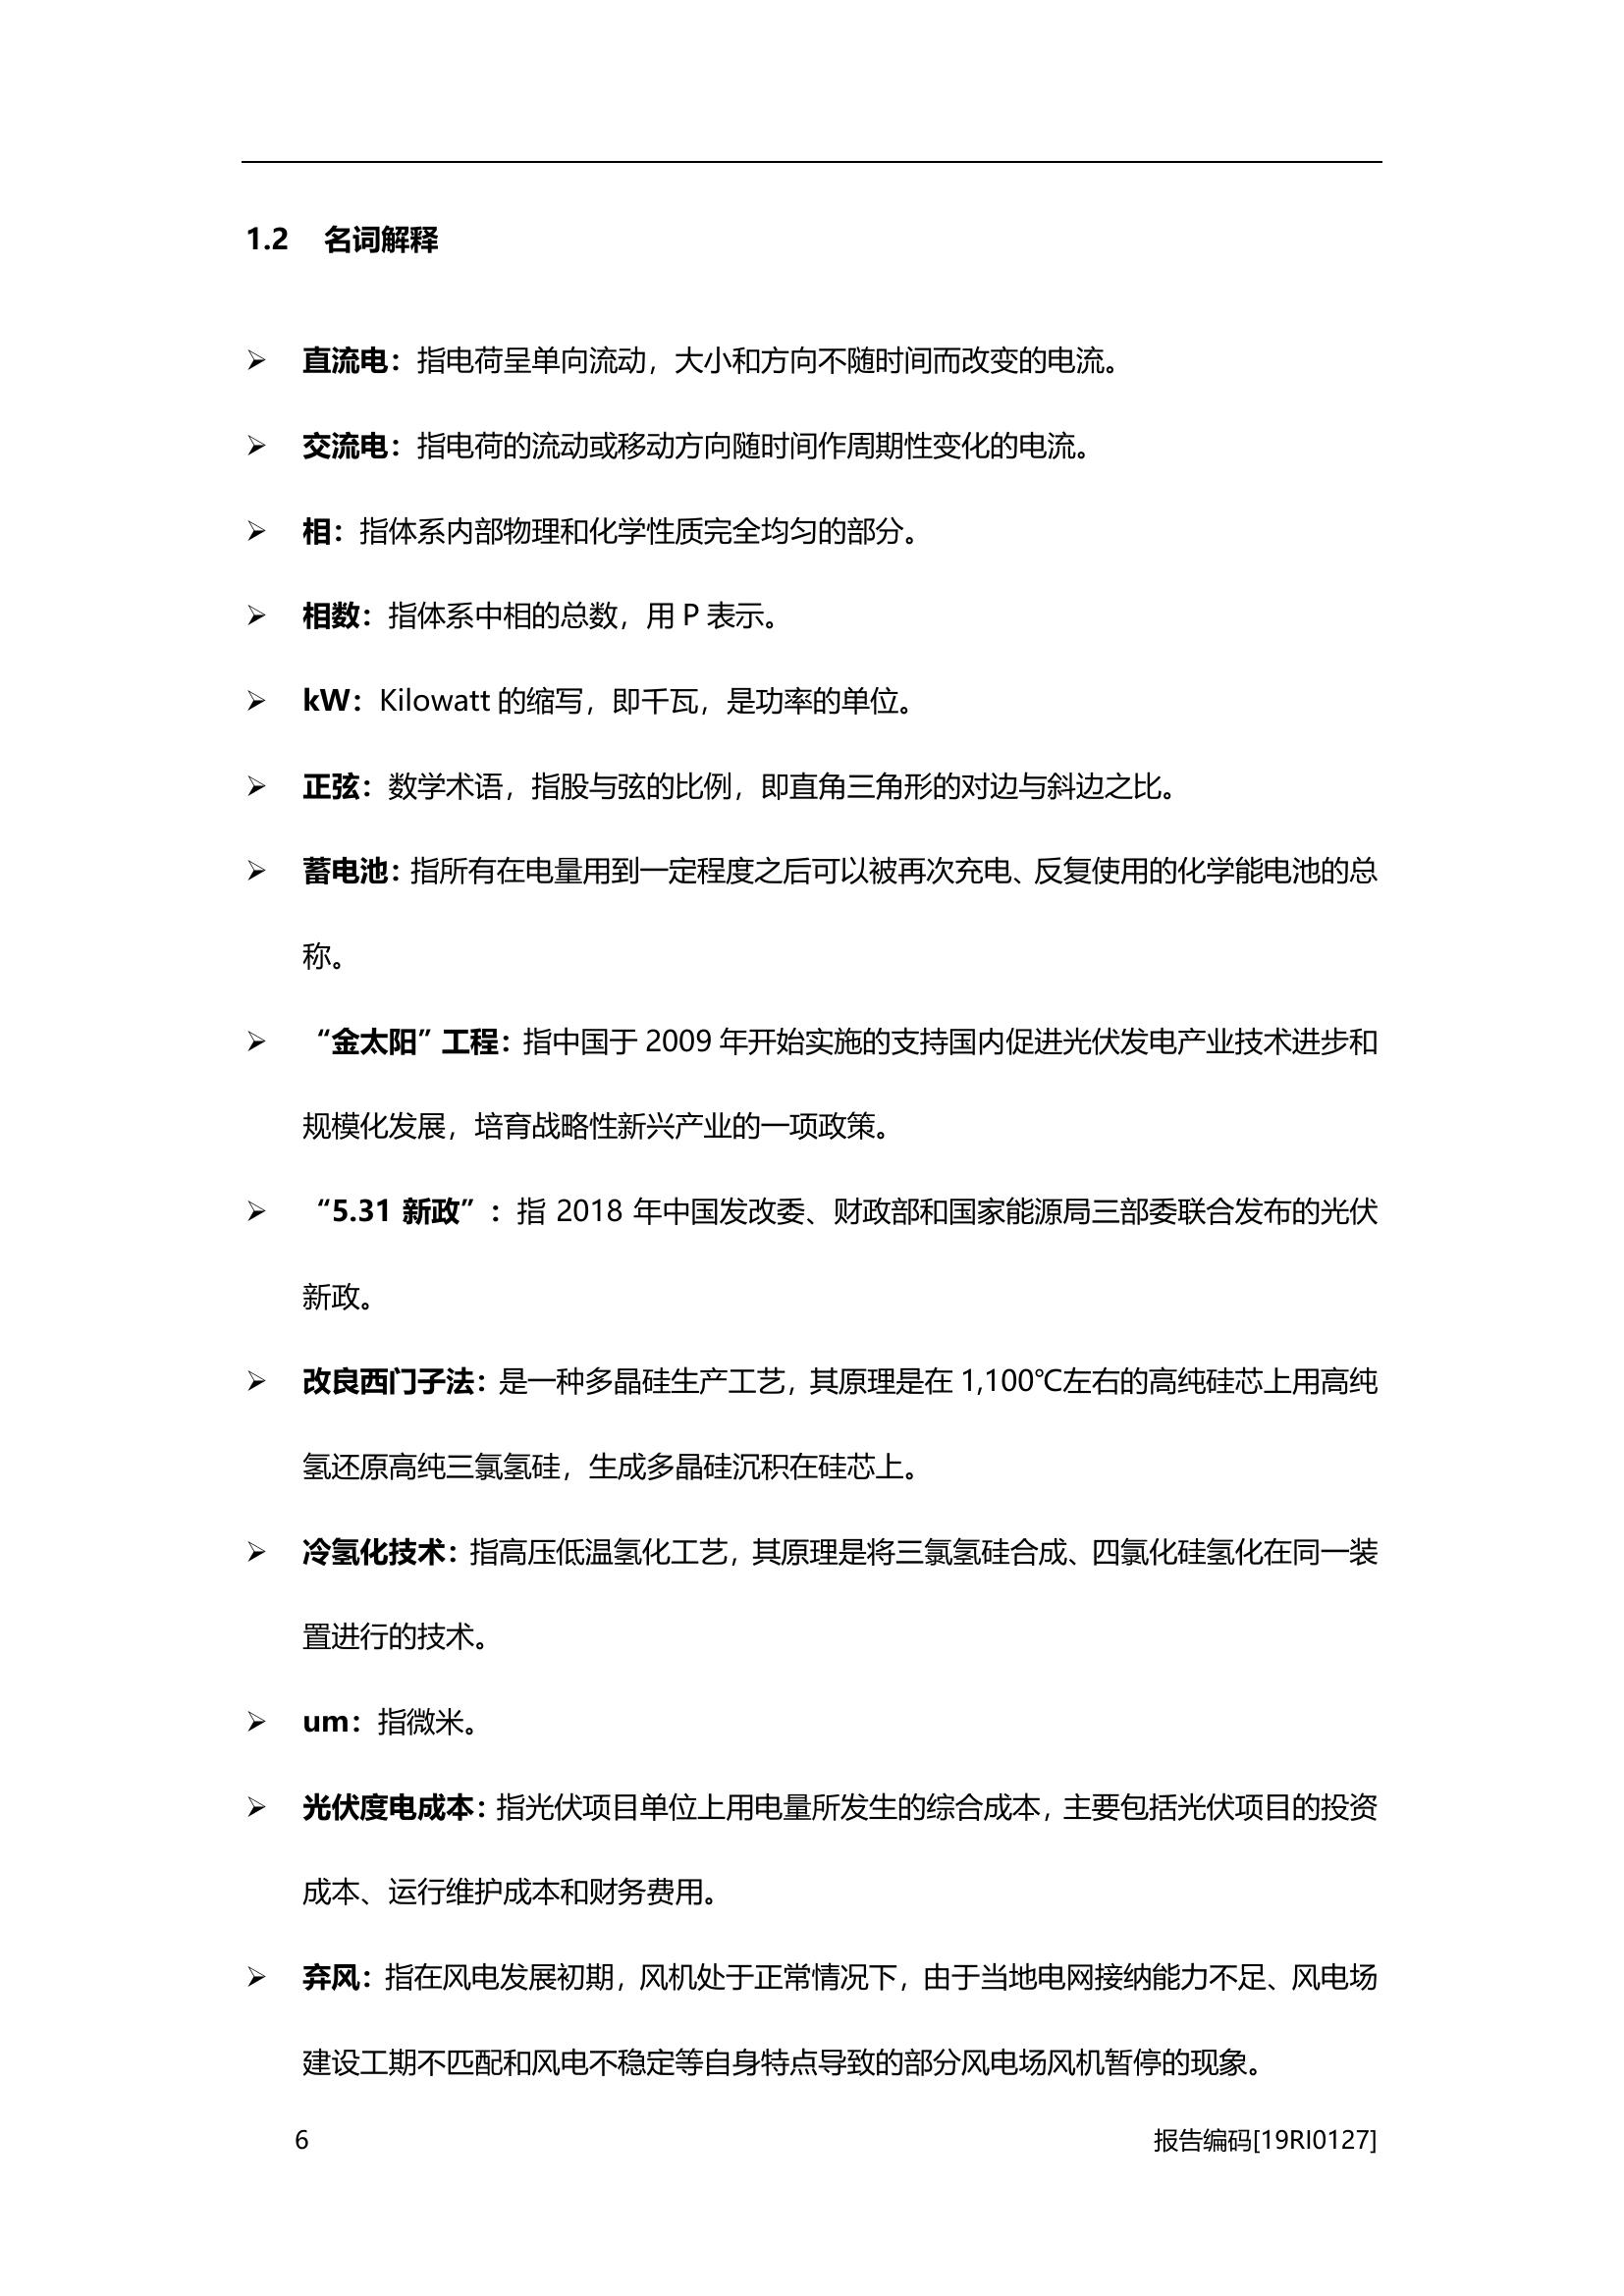 1.2 名词解释
➢ 直流电：指电荷呈单向流动，大小和方向不随时间而改变的电流。
➢ 交流电：指电荷的流动或移动方向随时间作周期性变化的电流。
➢ 相：指体系内部物理和化学性质完全均匀的部分。
➢ 相数：指体系中相的总数，用 P 表示。
➢ kW：Kilowatt 的缩写，即千瓦，是功率的单位。
➢ 正弦：数学术语，指股与弦的比例，即直角三角形的对边与斜边之比。
➢ 蓄电池：指所有在电量用到一定程度之后可以被再次充电、反复使用的化学能电池的总
称。
➢ “金太阳”工程：指中国于 2009 年开始实施的支持国内促进光伏发电产业技术进步和
规模化发展，培育战略性新兴产业的一项政策。
➢ “5.31 新政”：指 2018 年中国发改委、财政部和国家能源局三部委联合发布的光伏
新政。
➢ 改良西门子法：是一种多晶硅生产工艺，其原理是在 1,100℃左右的高纯硅芯上用高纯
氢还原高纯三氯氢硅，生成多晶硅沉积在硅芯上。
➢ 冷氢化技术：指高压低温氢化工艺，其原理是将三氯氢硅合成、四氯化硅氢化在同一装
置进行的技术。
➢ um：指微米。
➢ 光伏度电成本：指光伏项目单位上用电量所发生的综合成本，主要包括光伏项目的投资
成本、运行维护成本和财务费用。
➢ 弃风：指在风电发展初期，风机处于正常情况下，由于当地电网接纳能力不足、风电场
建设工期不匹配和风电不稳定等自身特点导致的部分风电场风机暂停的现象。
6 报告编码[19RI0127]